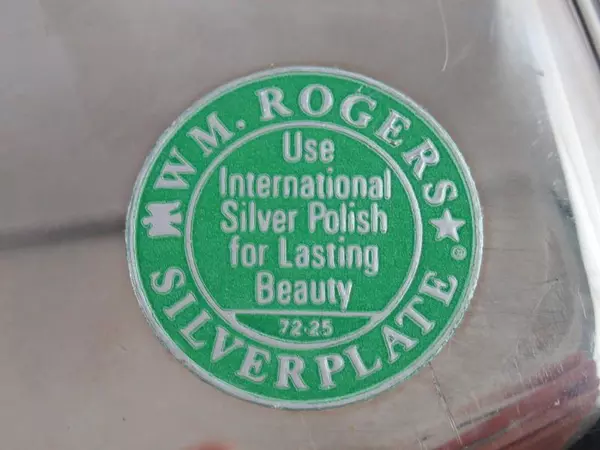 WM. ROGERS
Use
International
Silver Polish
for Lasting
Beauty
72-25
SILVERPLATE
®